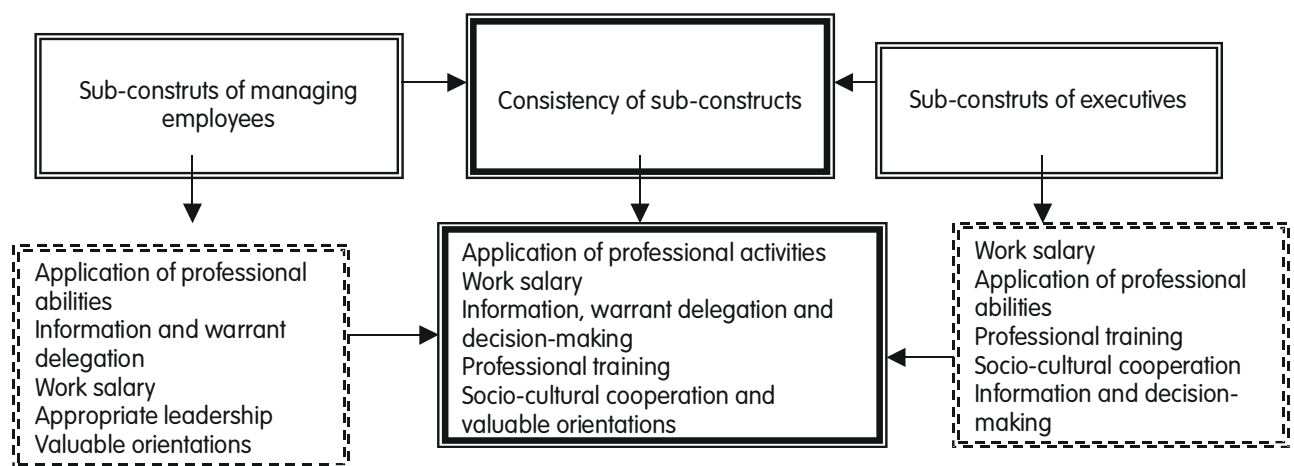 Sub-construts of managing
employees
Consistency of sub-constructs
Sub-construts of executives
Application of professional
abilities
Information and warrant
delegation
Work salary
Appropriate leadership
Valuable orientations
Application of professional activities
Work salary
Information, warrant delegation and
decision-making
Professional training
Socio-cultural cooperation and
valuable orientations
Work salary
Application of professional
abilities
Professional training
Socio-cultural cooperation
Information and decision-
making